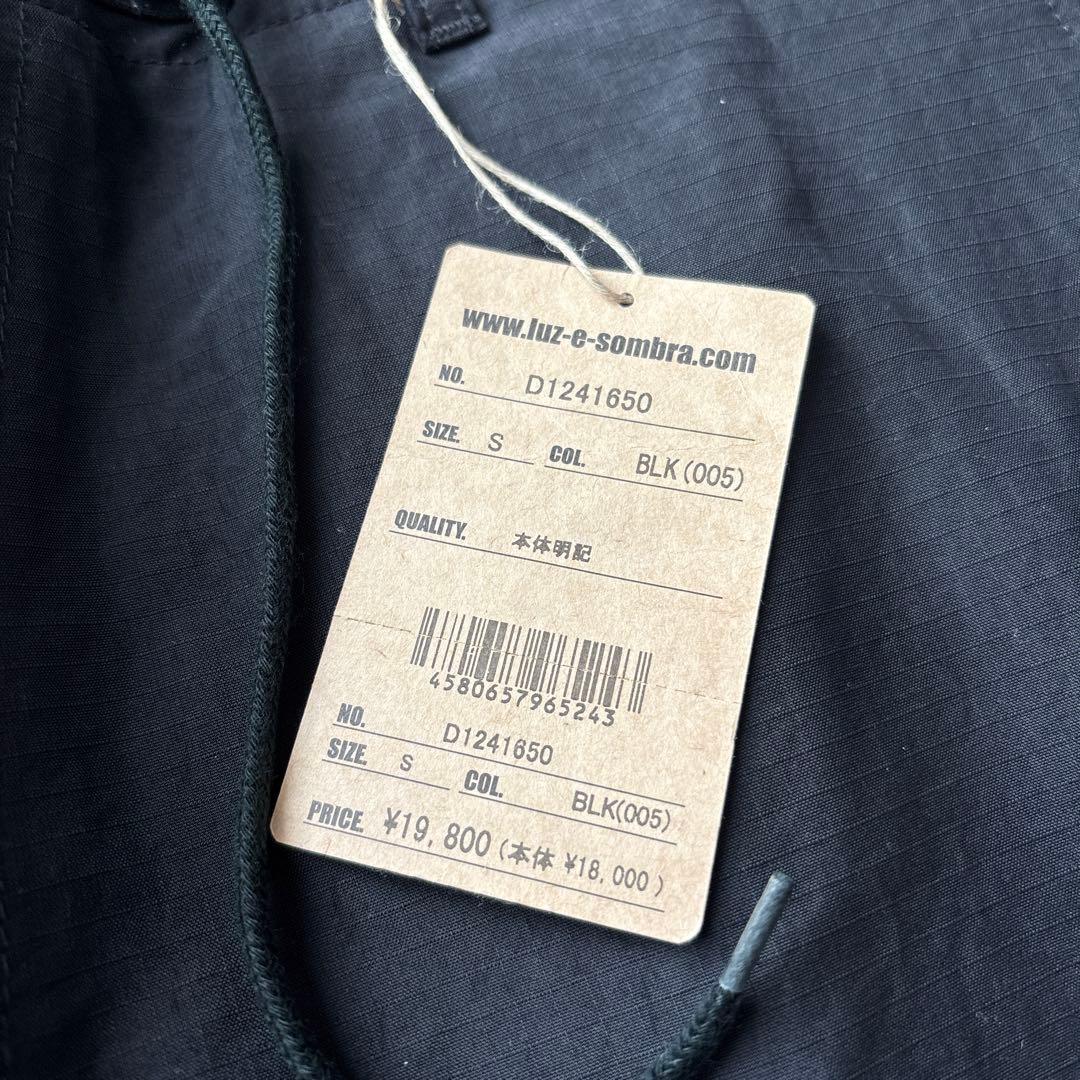 www.luz-e-sombra.com
NO. D1241650
SIZE. S COL. BLK(005)
QUALITY. 本体明記
4580657965243
NO. D1241650
SIZE. S COL. BLK(005)
PRICE. ¥19,800(本体 ¥18,000)